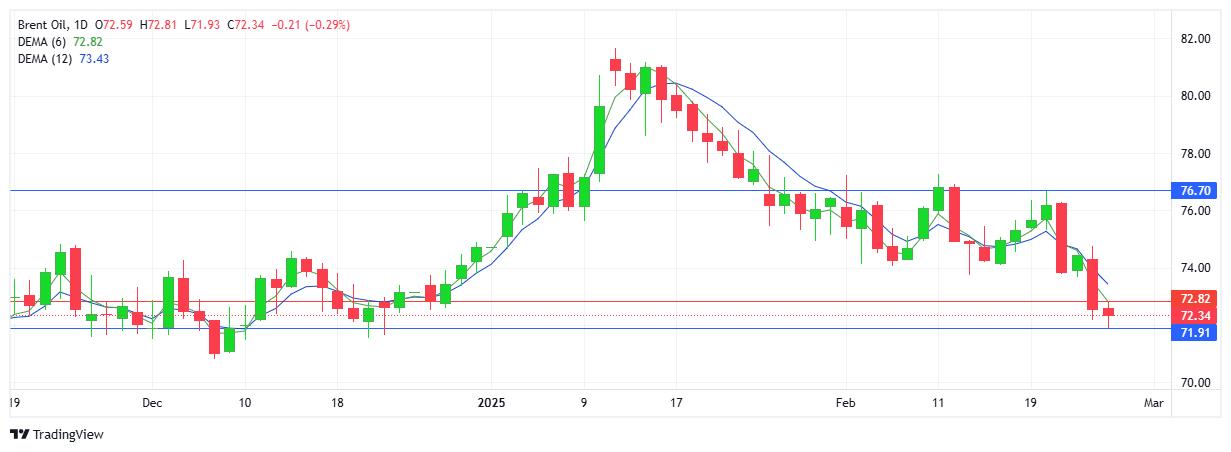 Brent Oil, 1D O72.59 H72.81 L71.93 C72.34 −0.21 (−0.29%)
DEMA (6) 72.82
DEMA (12) 73.43
82.00
80.00
78.00
76.70
76.00
74.00
72.82
72.34
71.91
70.00
19 Dec 10 18 2025 9 17 Feb 11 19 Mar
TradingView